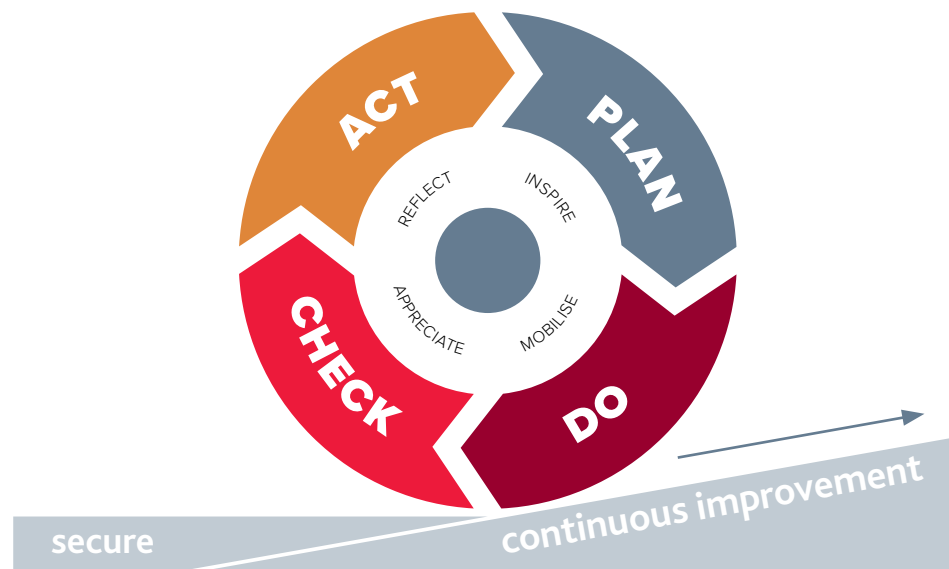 ACT
PLAN
REFLECT
INSPIRE
APPRECIATE
MOBILISE
CHECK
DO
secure
continuous improvement